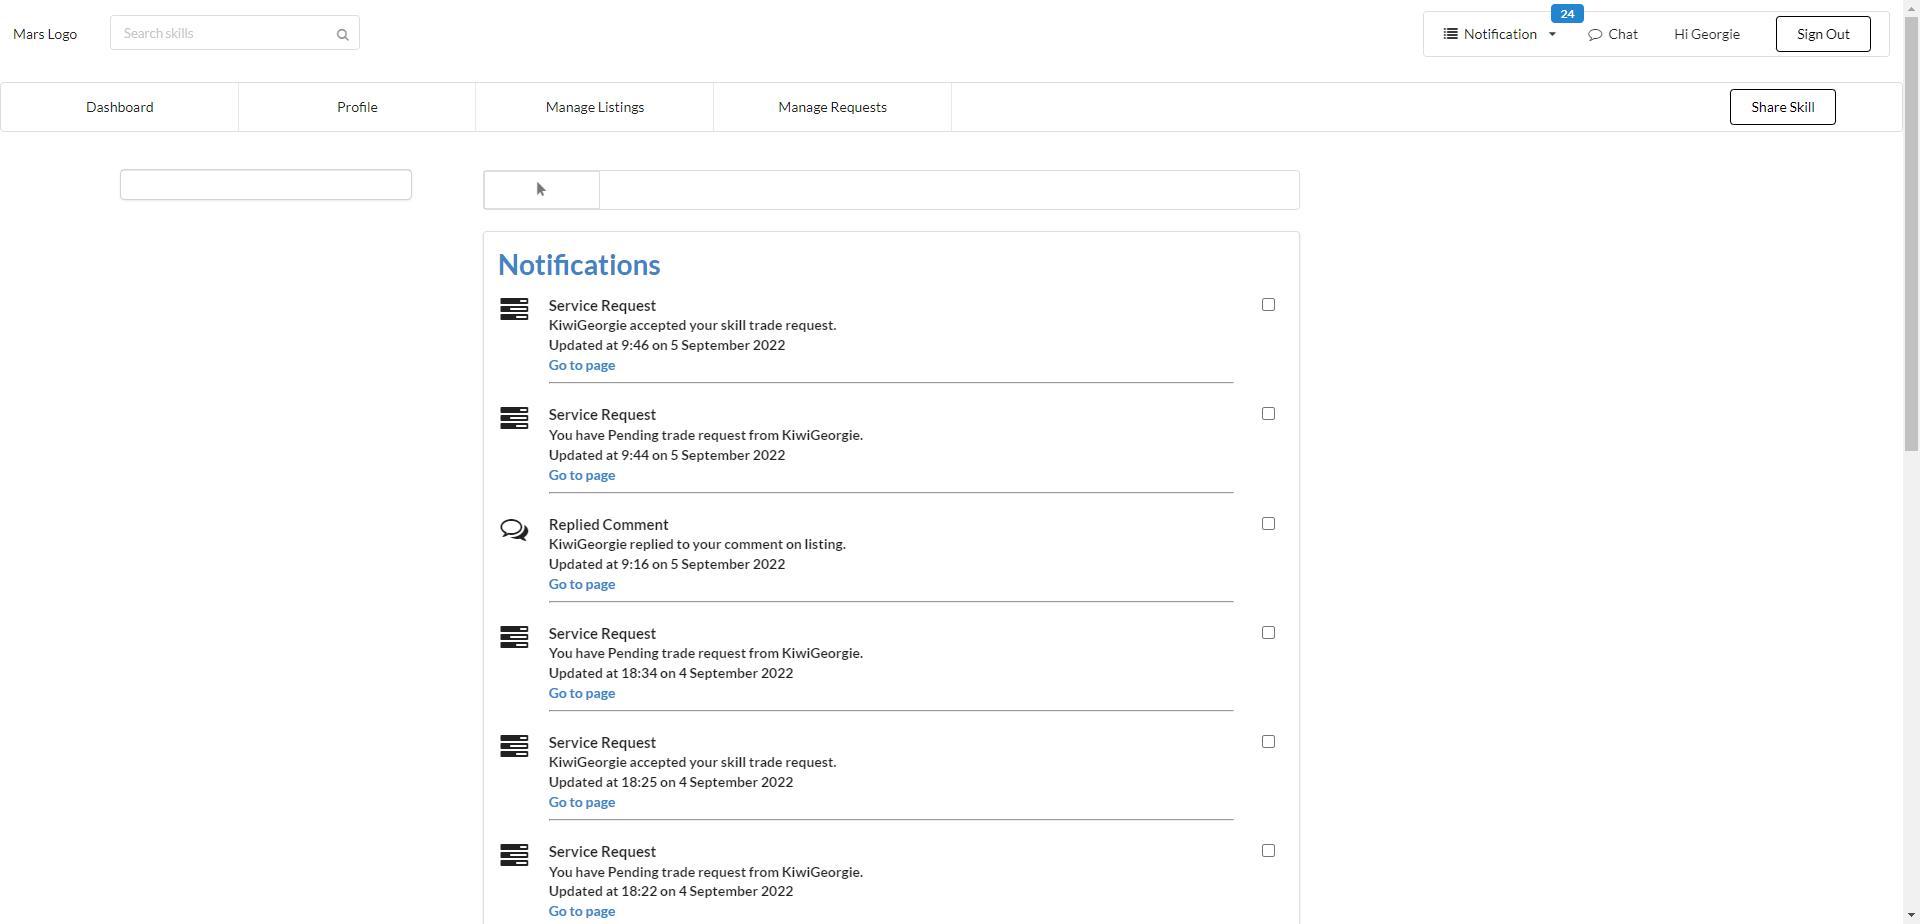 Mars Logo
Search skills
24
Notification
Chat
Hi Georgie
Sign Out
Dashboard
Profile
Manage Listings
Manage Requests
Share Skill
Notifications
Service Request
KiwiGeorgie accepted your skill trade request.
Updated at 9:46 on 5 September 2022
Go to page
Service Request
You have Pending trade request from KiwiGeorgie.
Updated at 9:44 on 5 September 2022
Go to page
Replied Comment
KiwiGeorgie replied to your comment on listing.
Updated at 9:16 on 5 September 2022
Go to page
Service Request
You have Pending trade request from KiwiGeorgie.
Updated at 18:34 on 4 September 2022
Go to page
Service Request
KiwiGeorgie accepted your skill trade request.
Updated at 18:25 on 4 September 2022
Go to page
Service Request
You have Pending trade request from KiwiGeorgie.
Updated at 18:22 on 4 September 2022
Go to page